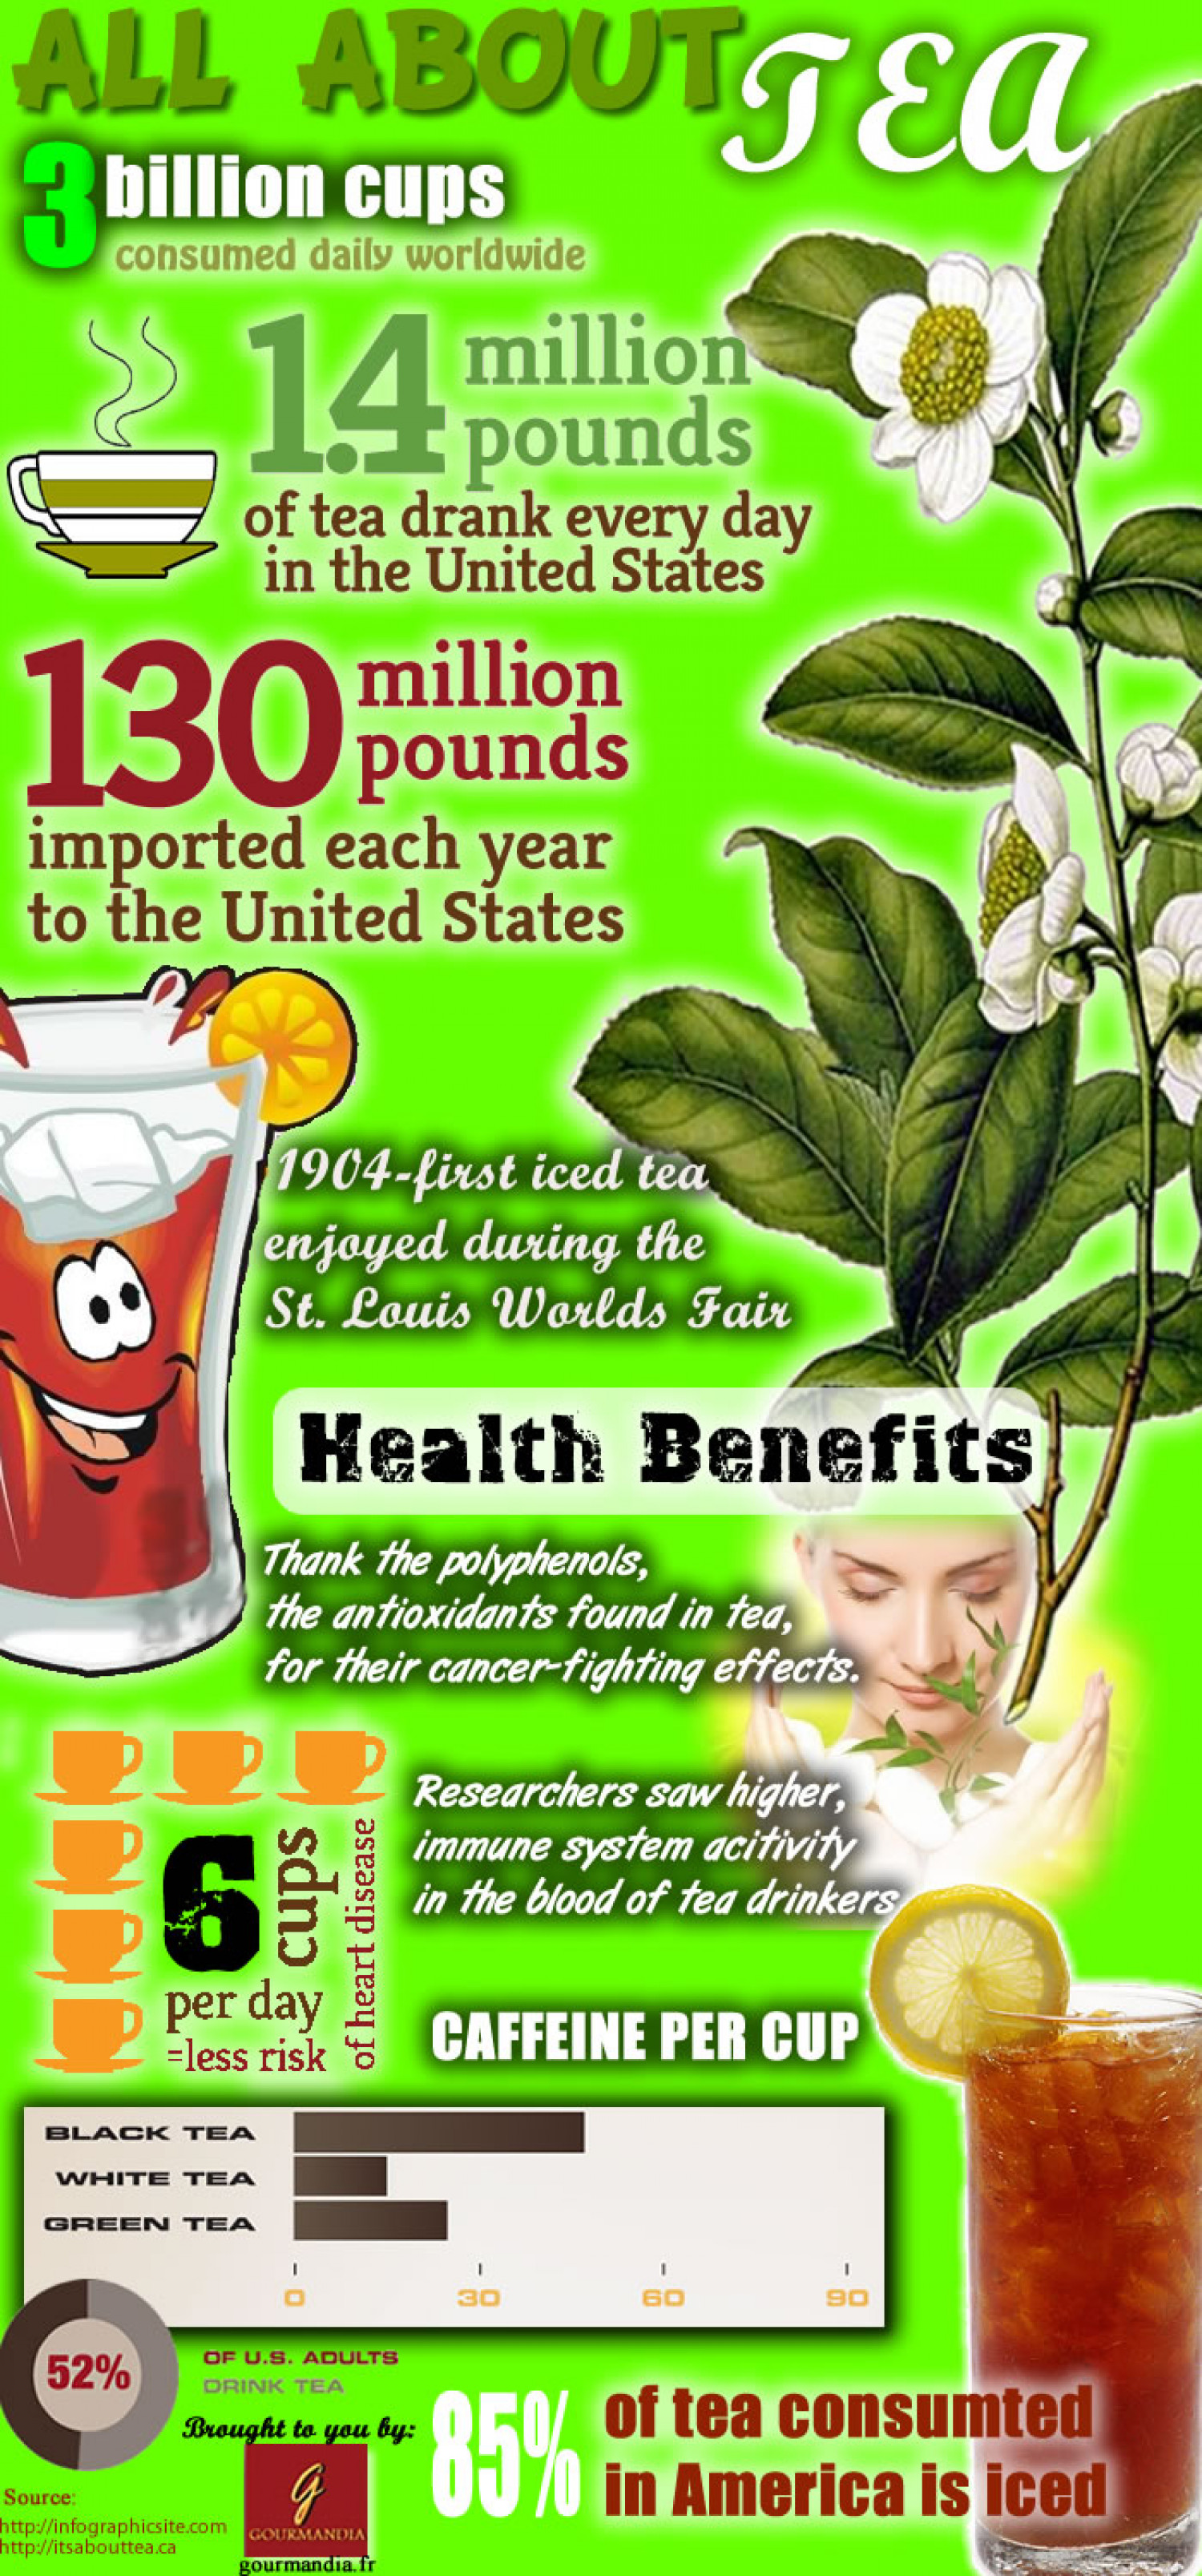 ALL ABOUT TEA
3 billion cups
consumed daily worldwide
1.4 million
pounds
of tea drank every day
in the United States
130 million
pounds
imported each year
to the United States
1904-first iced tea
enjoyed during the
St. Louis Worlds Fair
Health Benefits
Thank the polyphenols,
the antioxidants found in tea,
for their cancer-fighting effects.
Researchers saw higher,
immune system acitivity
in the blood of tea drinkers
6 cups
per day
=less risk
of heart disease
CAFFEINE PER CUP
BLACK TEA
WHITE TEA
GREEN TEA
0 30 60 90
52%
OF U.S. ADULTS
DRINK TEA
85% of tea consumted
in America is iced
Brought to you by:
g
GOURMANDIA
gourmandia.fr
Source:
http://infographicsite.com
http://itsabouttea.ca